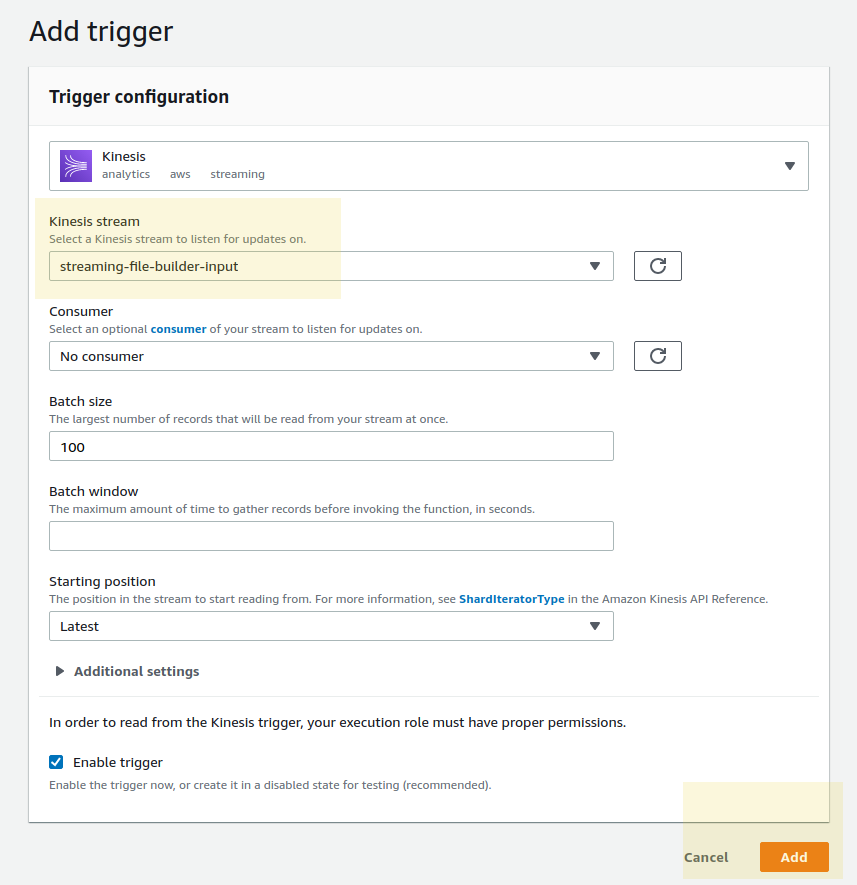 Add trigger
Trigger configuration
Kinesis
analytics aws streaming
Kinesis stream
Select a Kinesis stream to listen for updates on.
streaming-file-builder-input
Consumer
Select an optional consumer of your stream to listen for updates on.
No consumer
Batch size
The largest number of records that will be read from your stream at once.
100
Batch window
The maximum amount of time to gather records before invoking the function, in seconds.
Starting position
The position in the stream to start reading from. For more information, see ShardIteratorType in the Amazon Kinesis API Reference.
Latest
Additional settings
In order to read from the Kinesis trigger, your execution role must have proper permissions.
Enable trigger
Enable the trigger now, or create it in a disabled state for testing (recommended).
Cancel Add